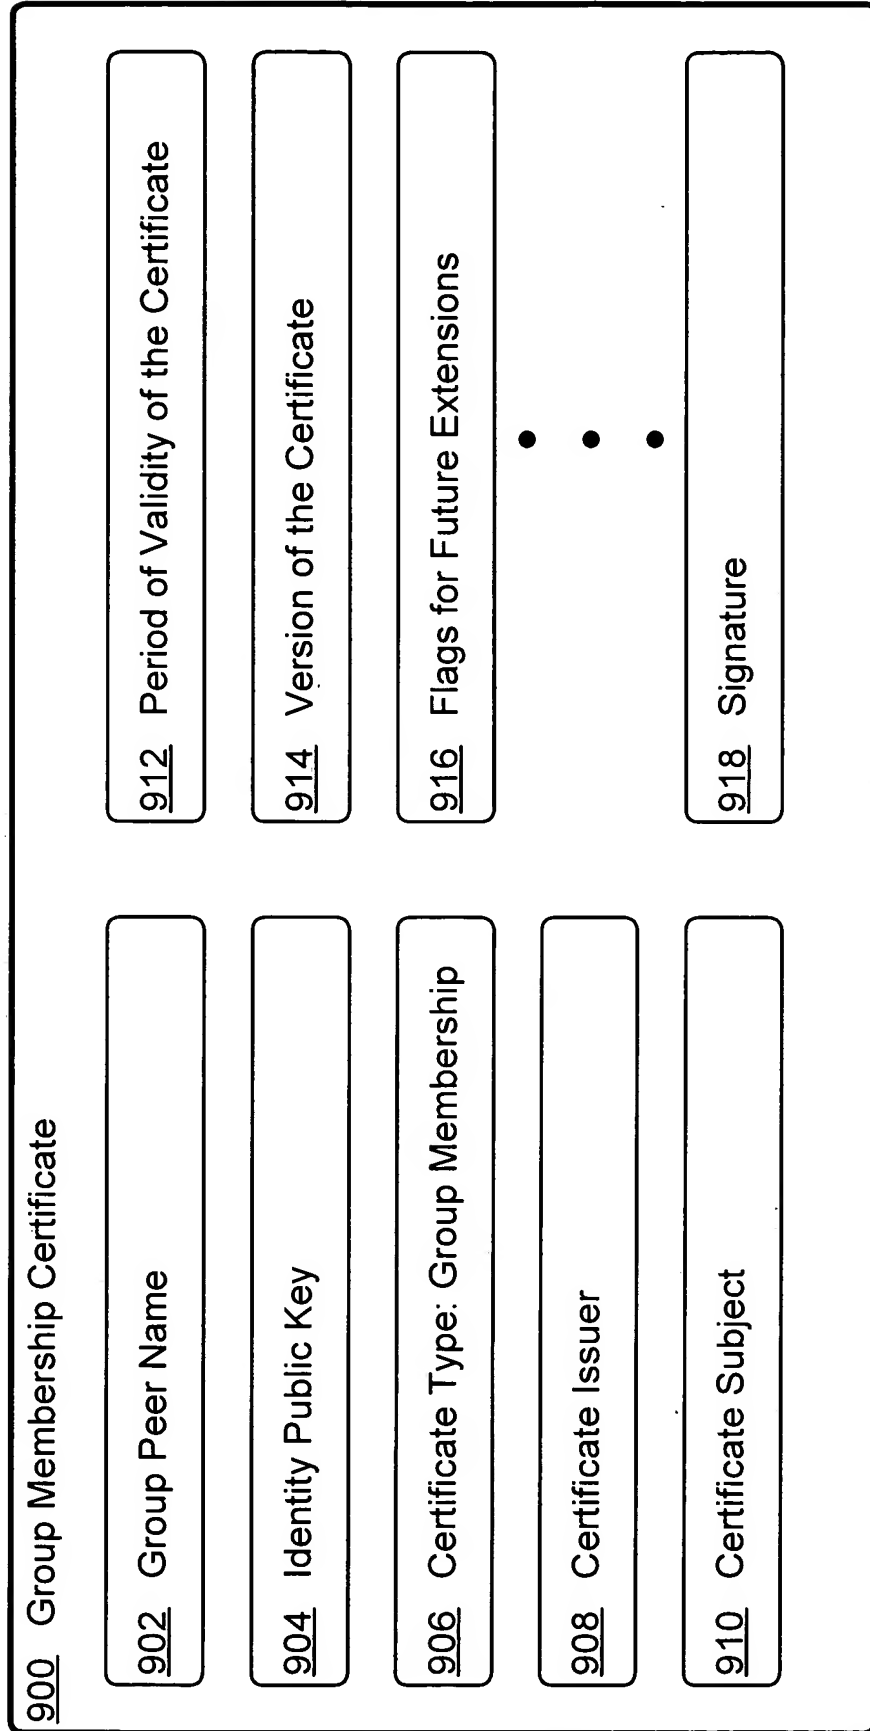 900 Group Membership Certificate
902 Group Peer Name
904 Identity Public Key
906 Certificate Type: Group Membership
908 Certificate Issuer
910 Certificate Subject
912 Period of Validity of the Certificate
914 Version of the Certificate
916 Flags for Future Extensions
918 Signature